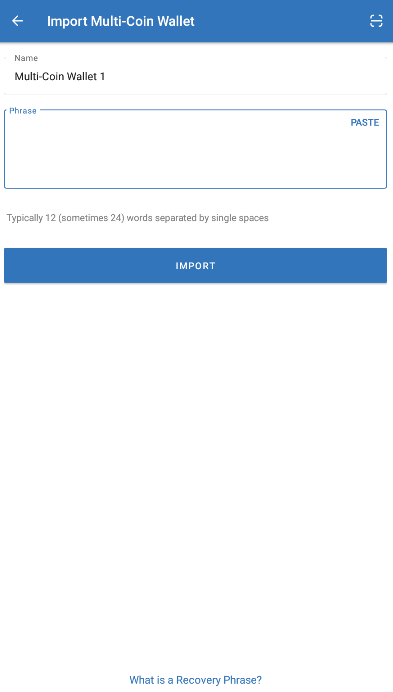 Import Multi-Coin Wallet
Name
Multi-Coin Wallet 1
Phrase
PASTE
Typically 12 (sometimes 24) words separated by single spaces
IMPORT
What is a Recovery Phrase?